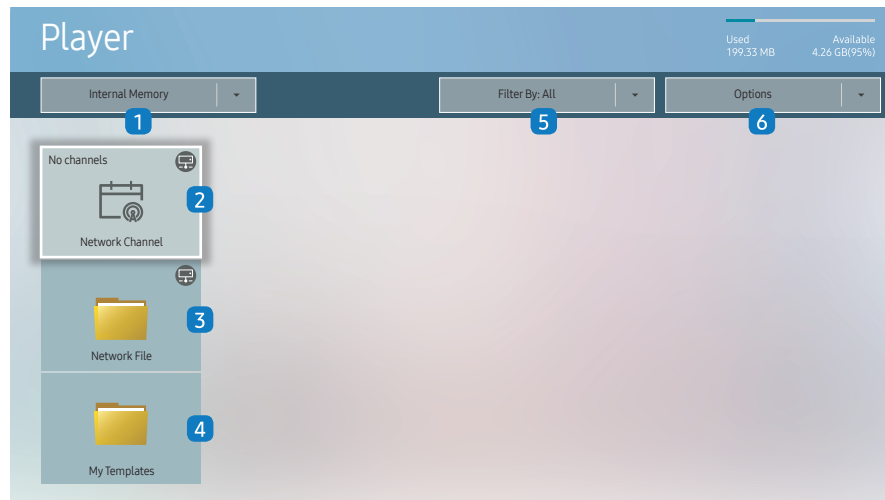 Player
Used Available
199.33 MB 4.26 GB(95%)
Internal Memory
Filter By: All
Options
1
5
6
No channels
2
Network Channel
3
Network File
4
My Templates